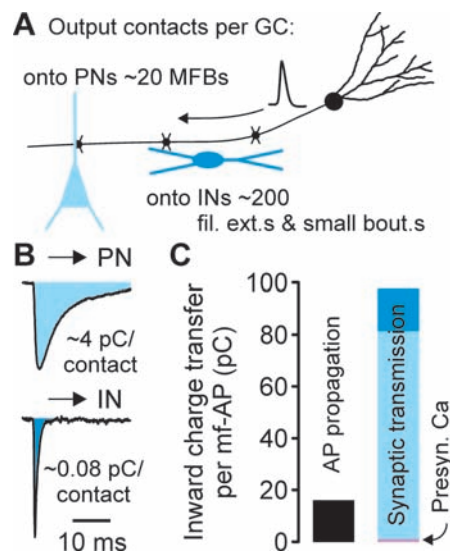 A Output contacts per GC:
onto PNs ~20 MFBs
onto INs ~200
fil. ext.s & small bout.s
B → PN
~4 pC/
contact
→ IN
~0.08 pC/
contact
10 ms
C
Inward charge transfer
per mf-AP (pC)
100
80
60
40
20
0
AP propagation
Synaptic transmission
Presyn. Ca